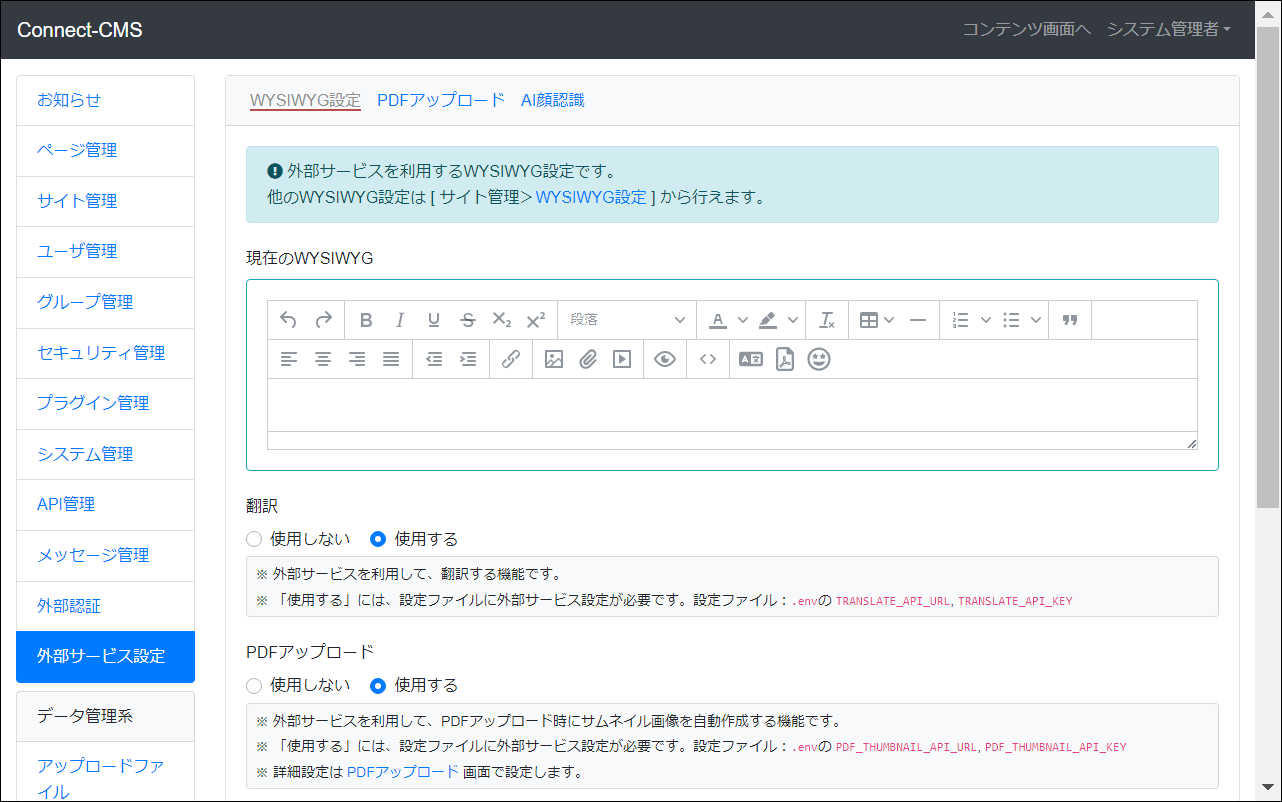 Connect-CMS
コンテンツ画面へ システム管理者
お知らせ
ページ管理
サイト管理
ユーザ管理
グループ管理
セキュリティ管理
プラグイン管理
システム管理
API管理
メッセージ管理
外部認証
外部サービス設定
データ管理系
アップロードファ
イル
WYSIWYG設定 PDFアップロード AI顔認識
外部サービスを利用するWYSIWYG設定です。
他のWYSIWYG設定は [ サイト管理＞WYSIWYG設定 ] から行えます。
現在のWYSIWYG
段落
翻訳
使用しない 使用する
※ 外部サービスを利用して、翻訳する機能です。
※ 「使用する」には、設定ファイルに外部サービス設定が必要です。設定ファイル：.envの TRANSLATE_API_URL, TRANSLATE_API_KEY
PDFアップロード
使用しない 使用する
※ 外部サービスを利用して、PDFアップロード時にサムネイル画像を自動作成する機能です。
※ 「使用する」には、設定ファイルに外部サービス設定が必要です。設定ファイル：.envの PDF_THUMBNAIL_API_URL, PDF_THUMBNAIL_API_KEY
※ 詳細設定は PDFアップロード 画面で設定します。